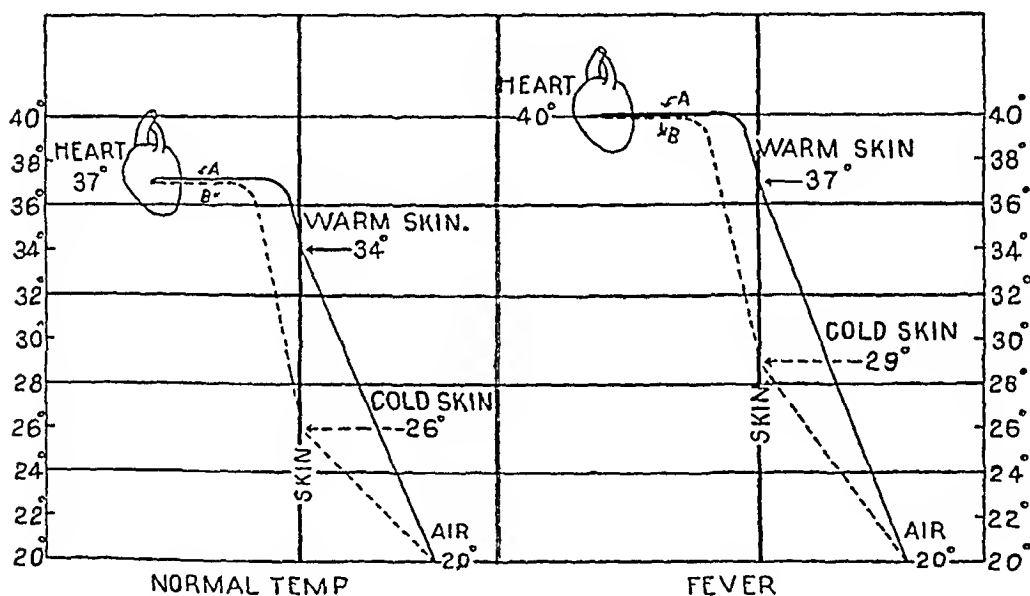 HEART
37°
A
B
WARM SKIN.
34°
COLD SKIN
26°
SKIN
AIR
20°
NORMAL TEMP
HEART
40°
A
B
WARM SKIN
37°
COLD SKIN
29°
SKIN
AIR
20°
FEVER
40°
38°
36°
34°
32°
30°
28°
26°
24°
22°
20°
40°
38°
36°
34°
32°
30°
28°
26°
24°
22°
20°